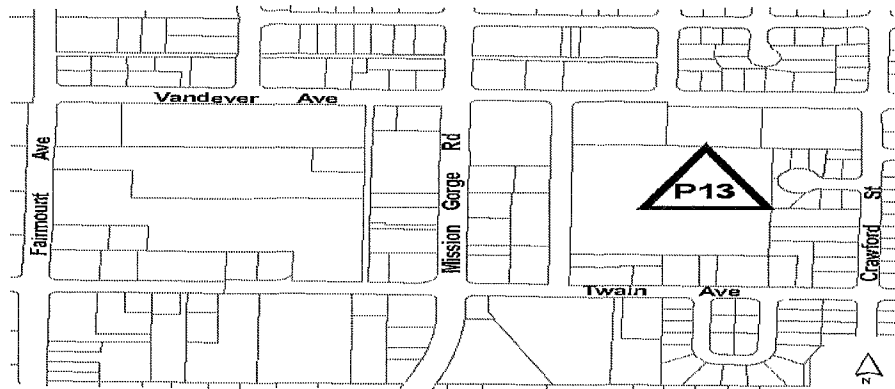 Vandever Ave
Fairmount Ave
Mission Gorge Rd
P13
Crawford St
Twain Ave
N